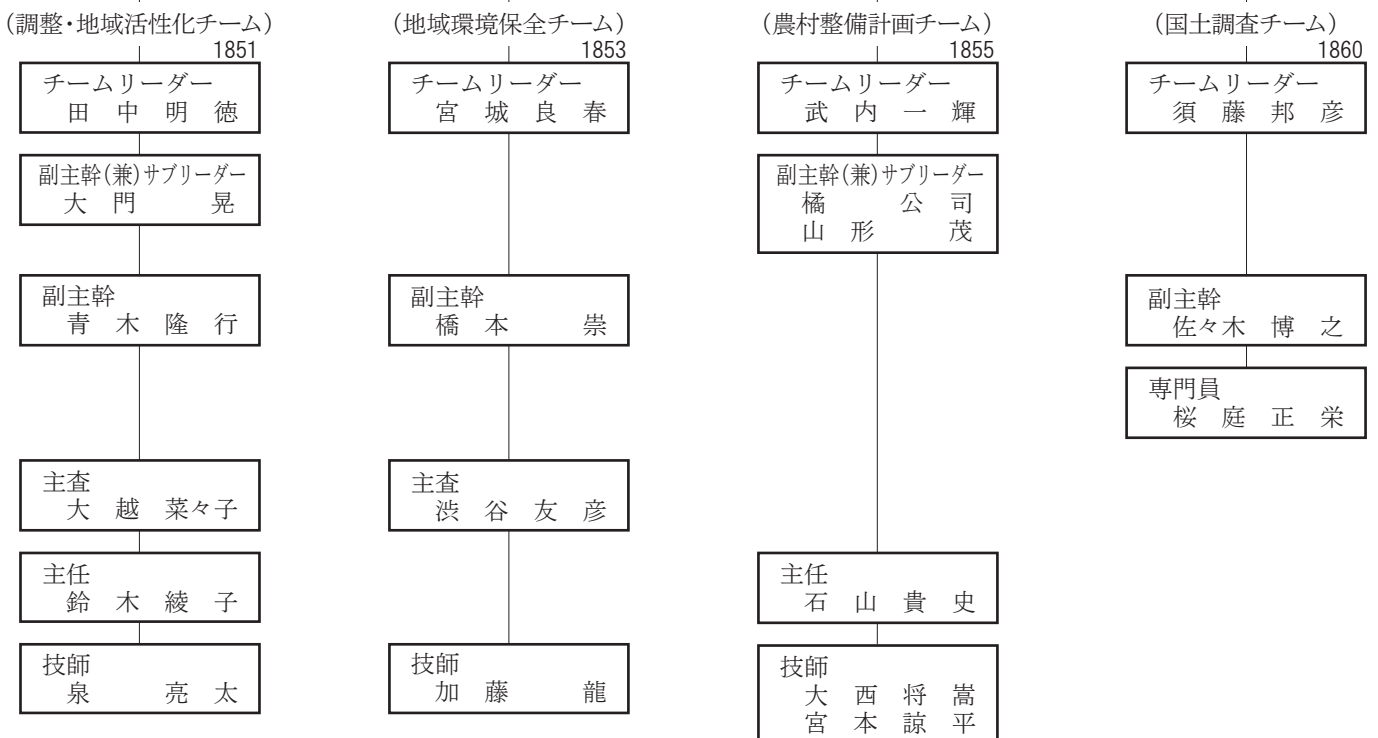 (調整・地域活性化チーム)
1851
チームリーダー
田中明徳
副主幹(兼)サブリーダー
大門 晃
副主幹
青木隆行
主査
大越菜々子
主任
鈴木綾子
技師
泉 亮太
(地域環境保全チーム)
1853
チームリーダー
宮城良春
副主幹
橋本 崇
主査
渋谷友彦
技師
加藤 龍
(農村整備計画チーム)
1855
チームリーダー
武内一輝
副主幹(兼)サブリーダー
橘 公司
山形 茂
主任
石山貴史
技師
大西将嵩
宮本諒平
(国土調査チーム)
1860
チームリーダー
須藤邦彦
副主幹
佐々木博之
専門員
桜庭正栄